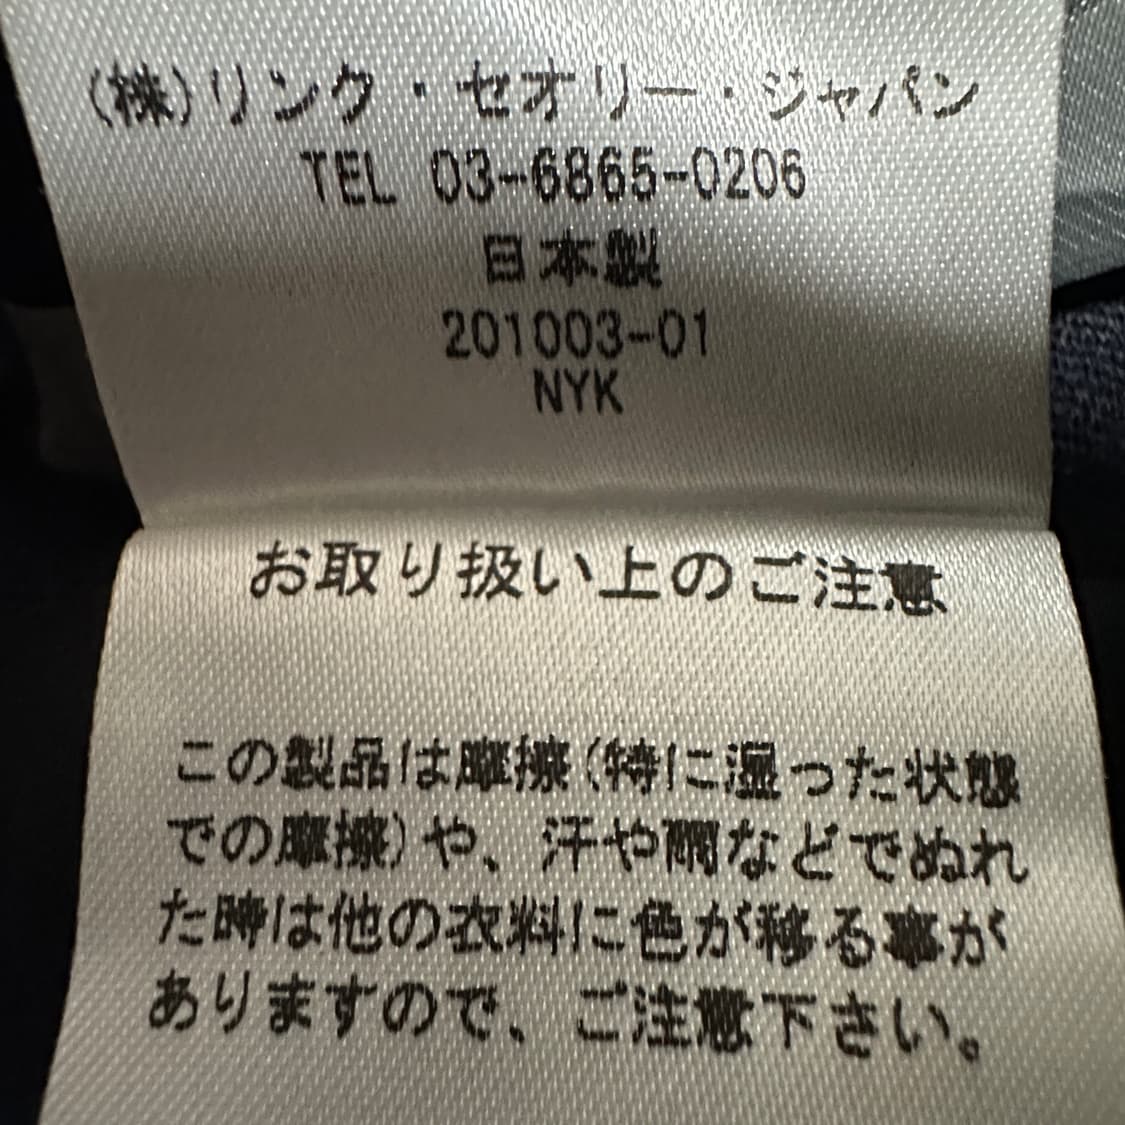 (株)リンク・セオリー・ジャパン
TEL 03-6865-0206
日本製
201003-01
NYK
お取り扱い上のご注意
この製品は摩擦(特に湿った状態
での摩擦)や、汗や雨などでぬれ
た時は他の衣料に色が移る事が
ありますので、ご注意下さい。